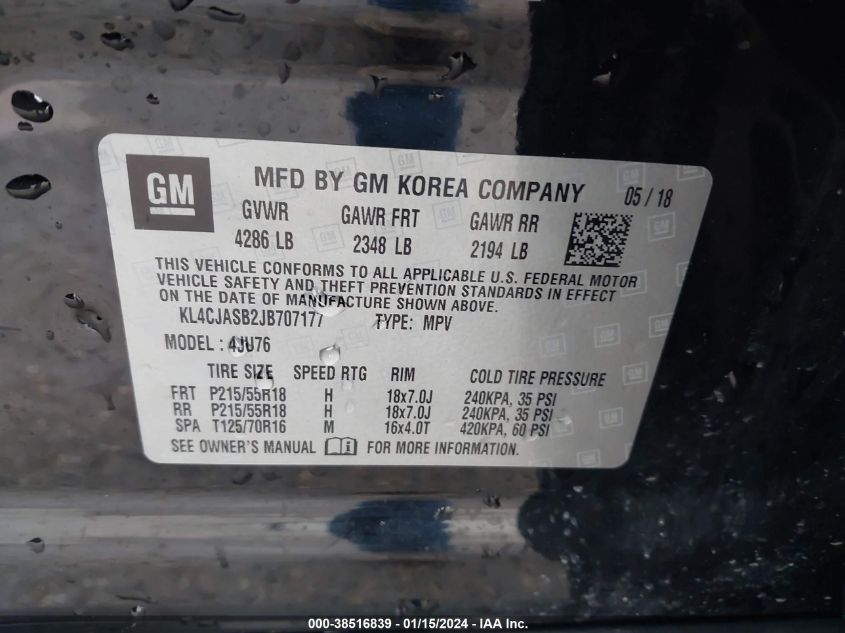 GM MFD BY GM KOREA COMPANY 05 / 18
GVWR GAWR FRT GAWR RR
4286 LB 2348 LB 2194 LB
THIS VEHICLE CONFORMS TO ALL APPLICABLE U.S. FEDERAL MOTOR
VEHICLE SAFETY AND THEFT PREVENTION STANDARDS IN EFFECT
ON THE DATE OF MANUFACTURE SHOWN ABOVE.
KL4CJASB2JB707177 TYPE: MPV
MODEL : 4JU76
TIRE SIZE SPEED RTG RIM COLD TIRE PRESSURE
FRT P215/55R18 H 18x7.0J 240KPA, 35 PSI
RR P215/55R18 H 18x7.0J 240KPA, 35 PSI
SPA T125/70R16 M 16x4.0T 420KPA, 60 PSI
SEE OWNER'S MANUAL i FOR MORE INFORMATION.
000-38516839 - 01/15/2024 - IAA Inc.